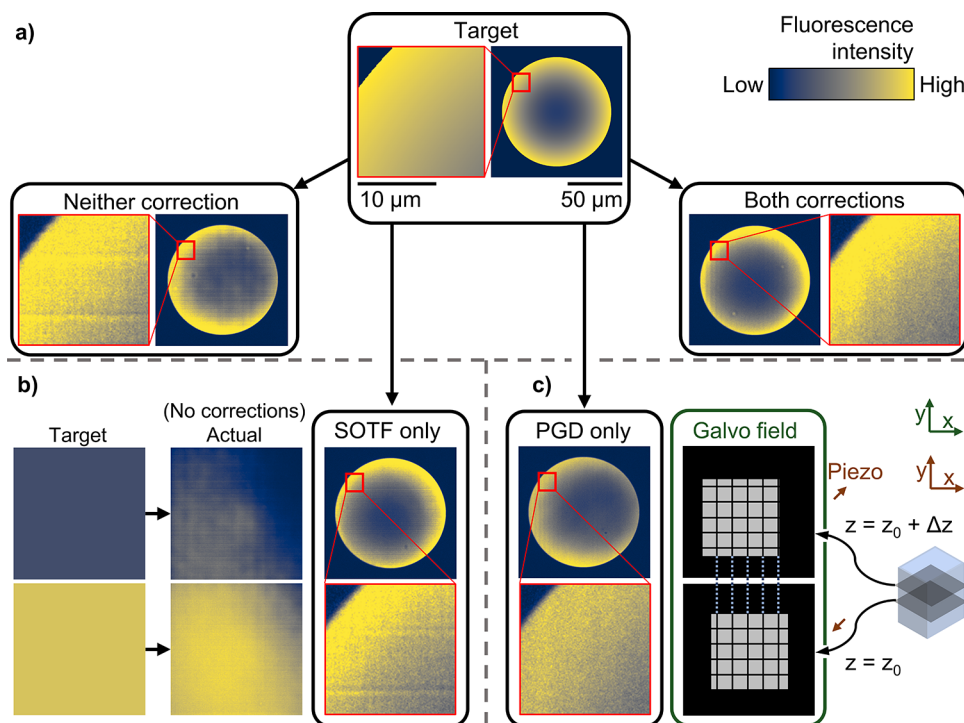 a)
Target
Fluorescence
intensity
Low
High
10 µm
50 µm
Neither correction
Both corrections
b)
(No corrections)
Target
Actual
SOTF only
c)
PGD only
Galvo field
y
x
y
x
Piezo
z = z₀ + Δz
z = z₀